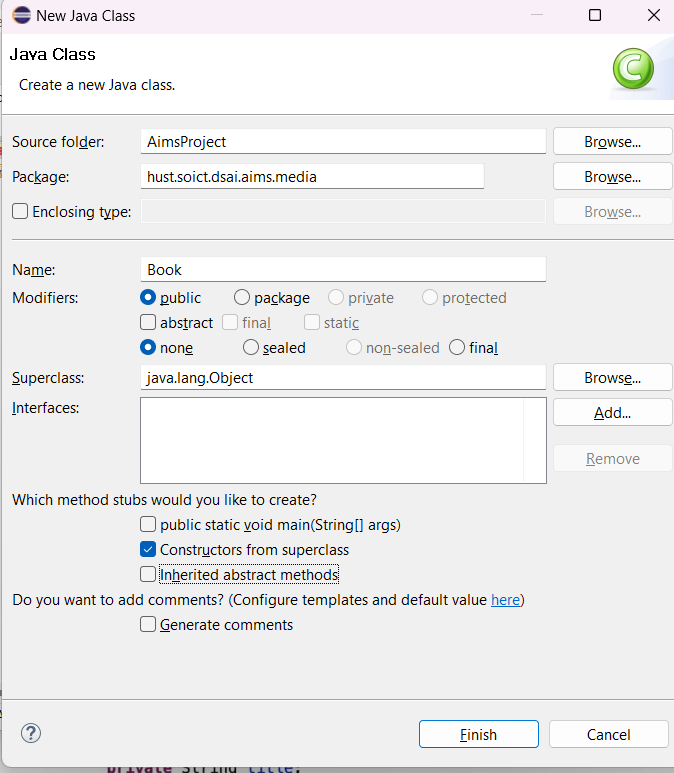 New Java Class
Java Class
Create a new Java class.
Source folder: AimsProject Browse...
Package: hust.soict.dsai.aims.media Browse...
Enclosing type: Browse...
Name: Book
Modifiers: public package private protected
abstract final static
none sealed non-sealed final
Superclass: java.lang.Object Browse...
Interfaces: Add...
Remove
Which method stubs would you like to create?
public static void main(String[] args)
Constructors from superclass
Inherited abstract methods
Do you want to add comments? (Configure templates and default value here)
Generate comments
Finish Cancel
private String title;